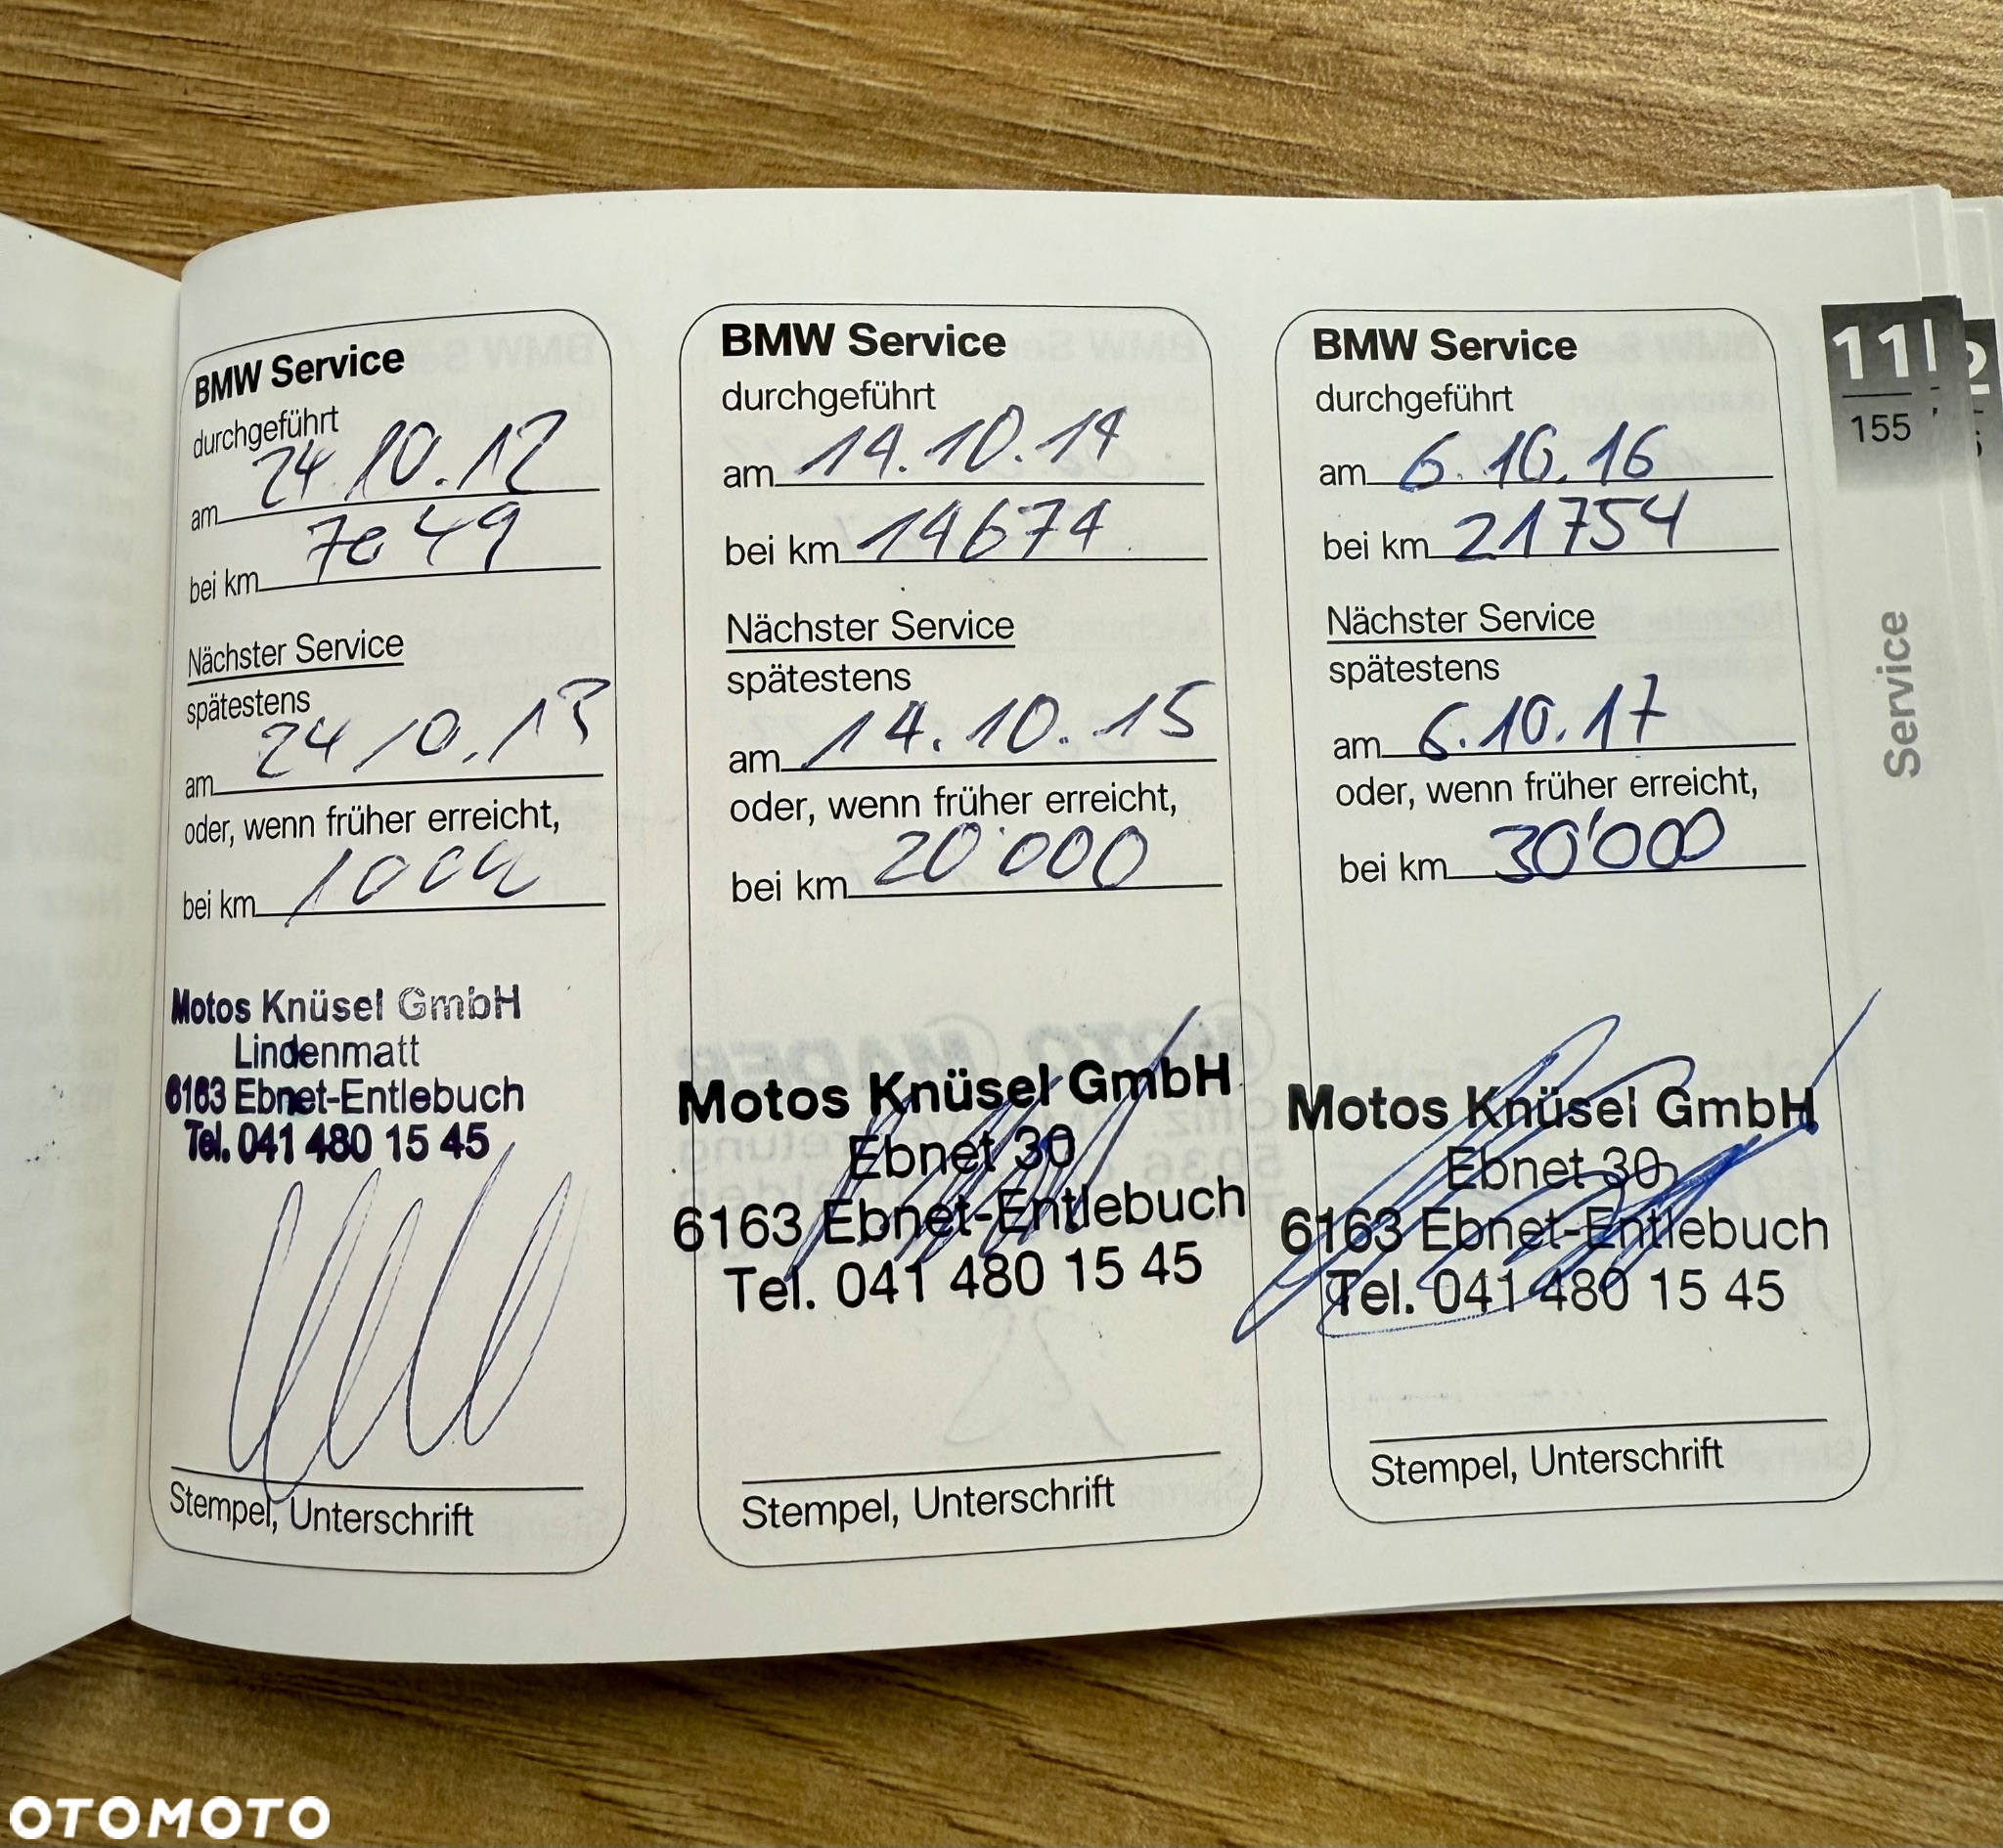 BMW Service
durchgeführt
am 24 10.12
bei km 7049
Nächster Service
spätestens
am 24 10.13
oder, wenn früher erreicht,
bei km
Motos Knüsel GmbH
Lindenmatt
6163 Ebnet-Entlebuch
Tel. 041 480 15 45
Stempel, Unterschrift
BMW Service
durchgeführt
am 14.10.14
bei km 14674
Nächster Service
spätestens
am 14.10.15
oder, wenn früher erreicht,
bei km 20'000
Motos Knüsel GmbH
Ebnet 30
6163 Ebnet-Entlebuch
Tel. 041 480 15 45
Stempel, Unterschrift
BMW Service
durchgeführt
am 6.10.16
bei km 21754
Nächster Service
spätestens
am 6.10.17
oder, wenn früher erreicht,
bei km 30'000
Motos Knüsel GmbH
Ebnet 30
6163 Ebnet-Entlebuch
Tel. 041 480 15 45
Stempel, Unterschrift
11
155
Service
OTOMOTO